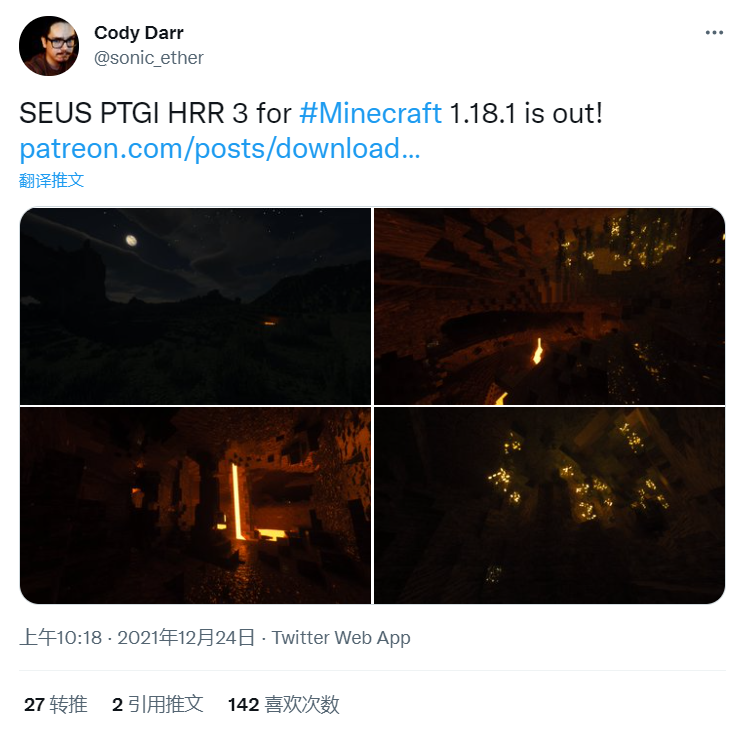 Cody Darr
@sonic_ether
SEUS PTGI HRR 3 for #Minecraft 1.18.1 is out!
patreon.com/posts/download...
翻译推文
上午10:18 · 2021年12月24日 · Twitter Web App
27 转推 2 引用推文 142 喜欢次数